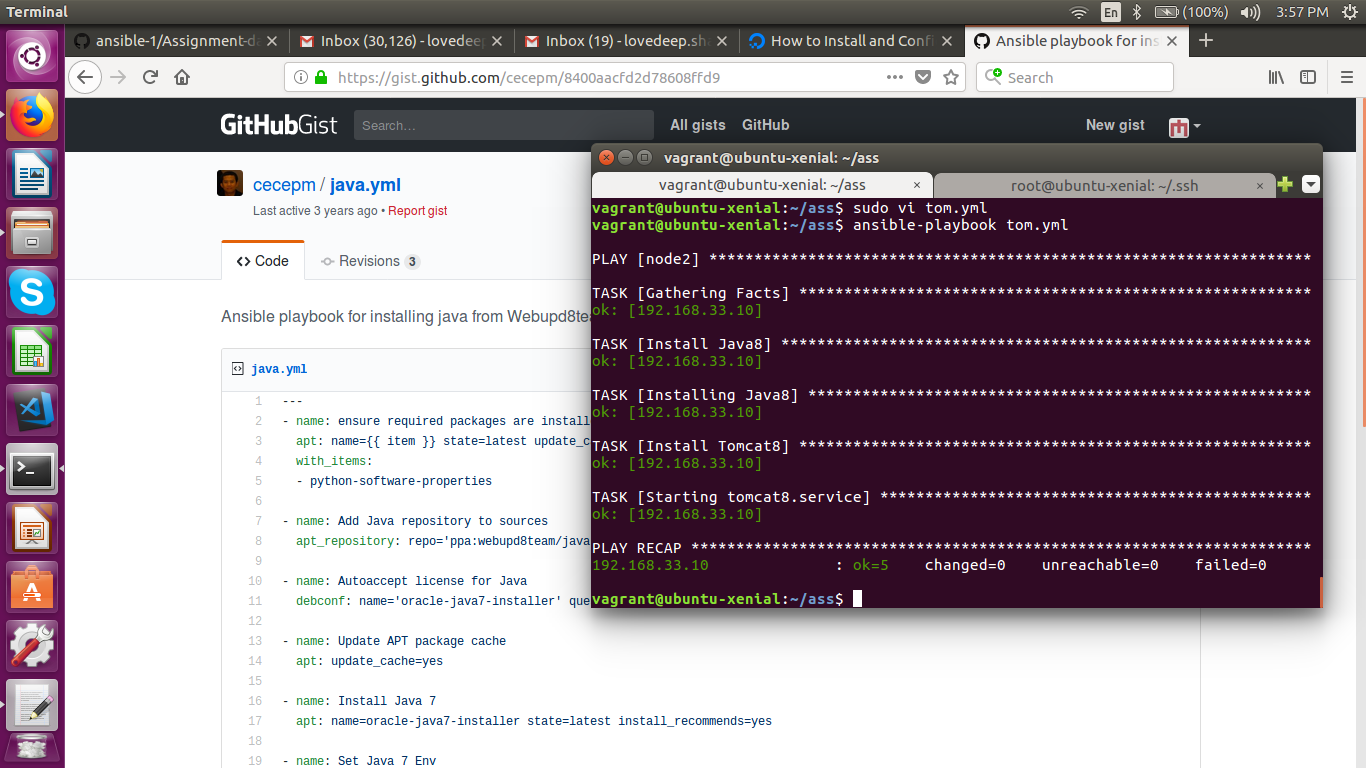 Terminal
En
(100%)
3:57 PM
ansible-1/Assignment-da
Inbox (30,126) - lovedeep
Inbox (19) - lovedeep.sha
How to Install and Confi
Ansible playbook for ins
https://gist.github.com/cecepm/8400aacfd2d78608ffd9
Search
GitHubGist
Search...
All gists
GitHub
New gist
cecepm / java.yml
Last active 3 years ago • Report gist
Code
Revisions 3
Ansible playbook for installing java from Webupd8tea
java.yml
1 ---
2 - name: ensure required packages are install
3 apt: name={{ item }} state=latest update_c
4 with_items:
5 - python-software-properties
6
7 - name: Add Java repository to sources
8 apt_repository: repo='ppa:webupd8team/java
9
10 - name: Autoaccept license for Java
11 debconf: name='oracle-java7-installer' que
12
13 - name: Update APT package cache
14 apt: update_cache=yes
15
16 - name: Install Java 7
17 apt: name=oracle-java7-installer state=latest install_recommends=yes
18
19 - name: Set Java 7 Env
vagrant@ubuntu-xenial: ~/ass
vagrant@ubuntu-xenial: ~/ass
root@ubuntu-xenial: ~/.ssh
vagrant@ubuntu-xenial:~/ass$ sudo vi tom.yml
vagrant@ubuntu-xenial:~/ass$ ansible-playbook tom.yml
PLAY [node2] *******************************************************************
TASK [Gathering Facts] *********************************************************
ok: [192.168.33.10]
TASK [Install Java8] ***********************************************************
ok: [192.168.33.10]
TASK [Installing Java8] ********************************************************
ok: [192.168.33.10]
TASK [Install Tomcat8] *********************************************************
ok: [192.168.33.10]
TASK [Starting tomcat8.service] ************************************************
ok: [192.168.33.10]
PLAY RECAP *********************************************************************
192.168.33.10 : ok=5 changed=0 unreachable=0 failed=0
vagrant@ubuntu-xenial:~/ass$